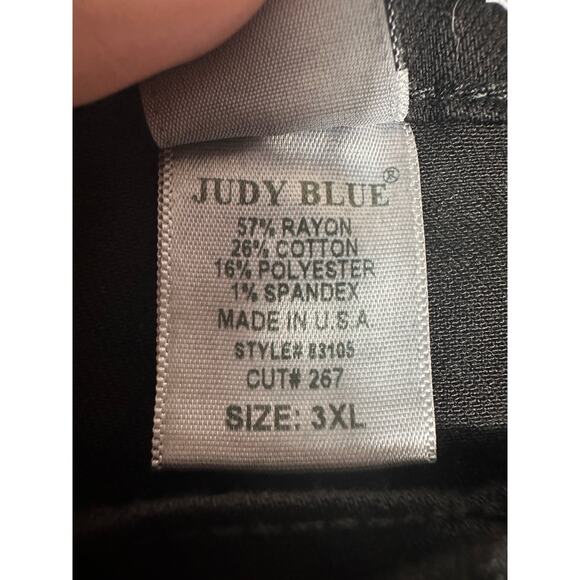 JUDY BLUE®
57% RAYON
26% COTTON
16% POLYESTER
1% SPANDEX
MADE IN U.S.A
STYLE# 83105
CUT# 267
SIZE: 3XL